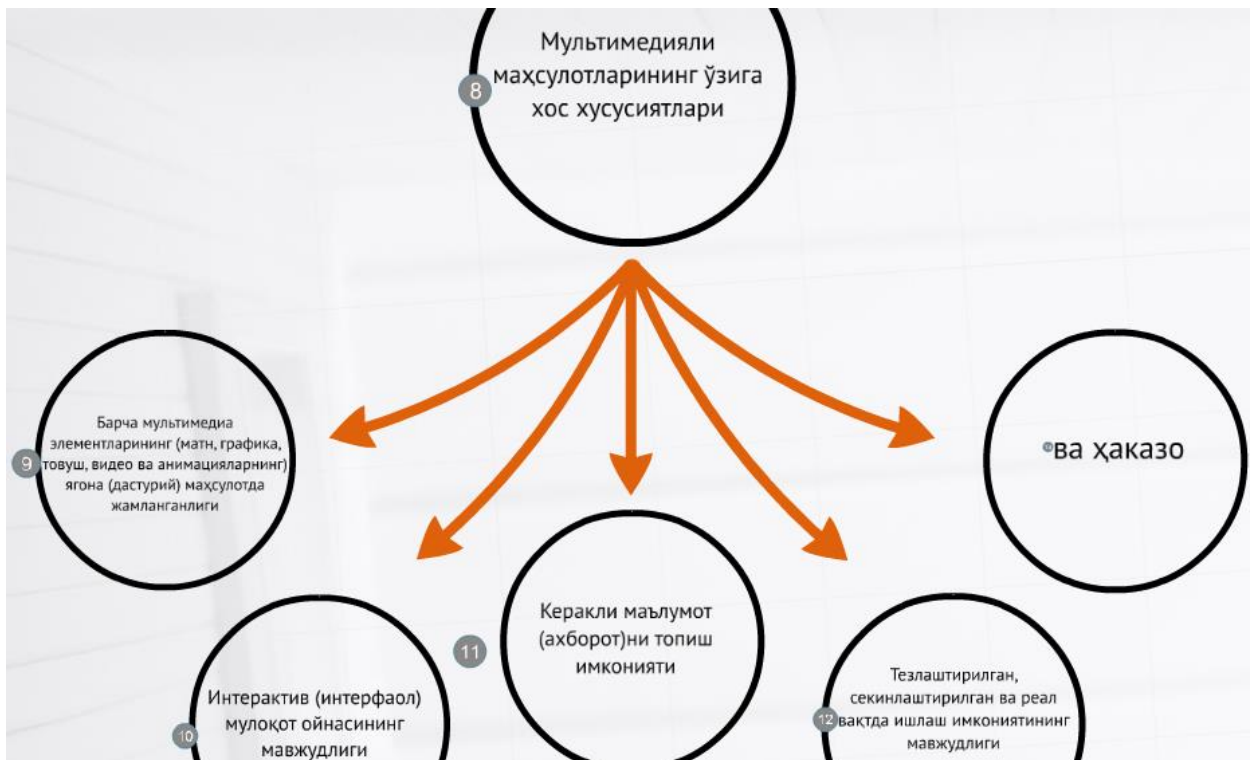 Мультимедияли
маҳсулотларининг ўзига
хос хусусиятлари
8
Барча мультимедиа
элементларининг (матн, графика,
товуш, видео ва анимацияларнинг)
ягона (дастурий) маҳсулотда
жамланганлиги
9
Интерактив (интерфаол)
мулоқот ойнасининг
мавжудлиги
10
Керакли маълумот
(ахборот)ни топиш
имконияти
11
Тезлаштирилган,
секинлаштирилган ва реал
вақтда ишлаш имкониятининг
мавжудлиги
12
ва ҳаказо